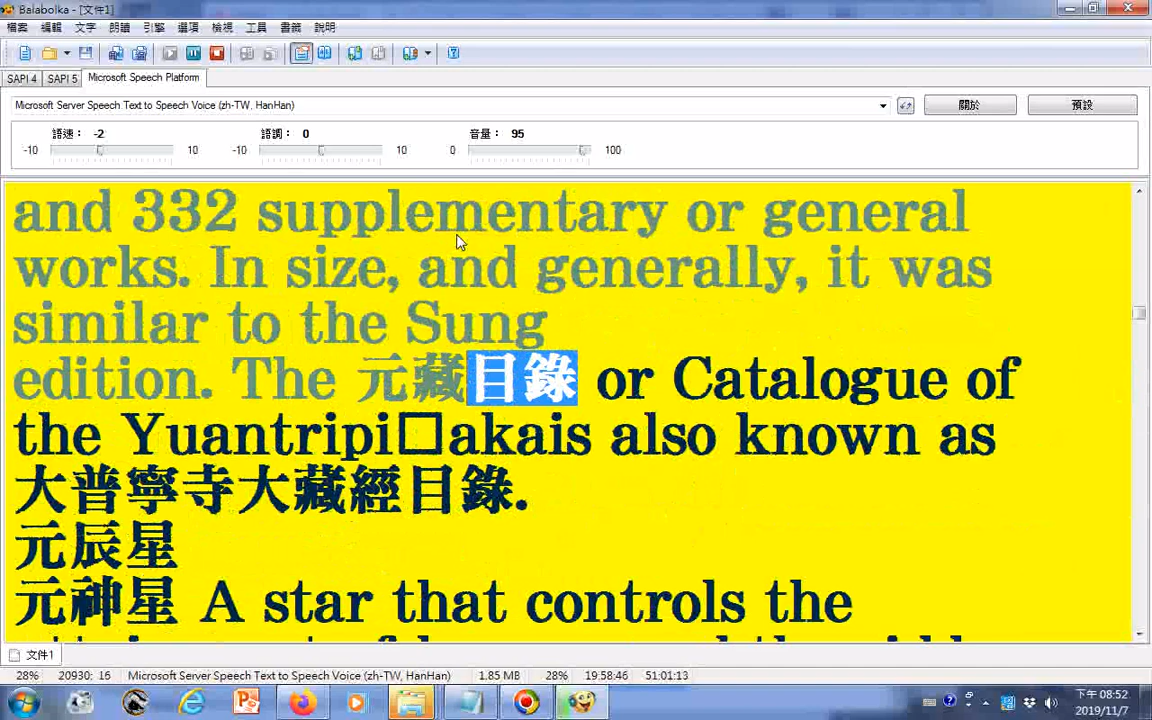 Balabolka - [文件1]
檔案 編輯 文字 朗讀 引擎 選項 檢視 工具 書籤 說明
SAPI 4 SAPI 5 Microsoft Speech Platform
Microsoft Server Speech Text to Speech Voice (zh-TW, HanHan) 關於 預設
語速： -2 語調： 0 音量： 95
-10 10 -10 10 0 100
and 332 supplementary or general
works. In size, and generally, it was
similar to the Sung
edition. The 元藏目錄 or Catalogue of
the Yuantripi□akais also known as
大普寧寺大藏經目錄.
元辰星
元神星 A star that controls the
文件1
28% 20930; 16 Microsoft Server Speech Text to Speech Voice (zh-TW, HanHan) 1.85 MB 28% 19:58:46 51:01:13
下午 08:52
2019/11/7